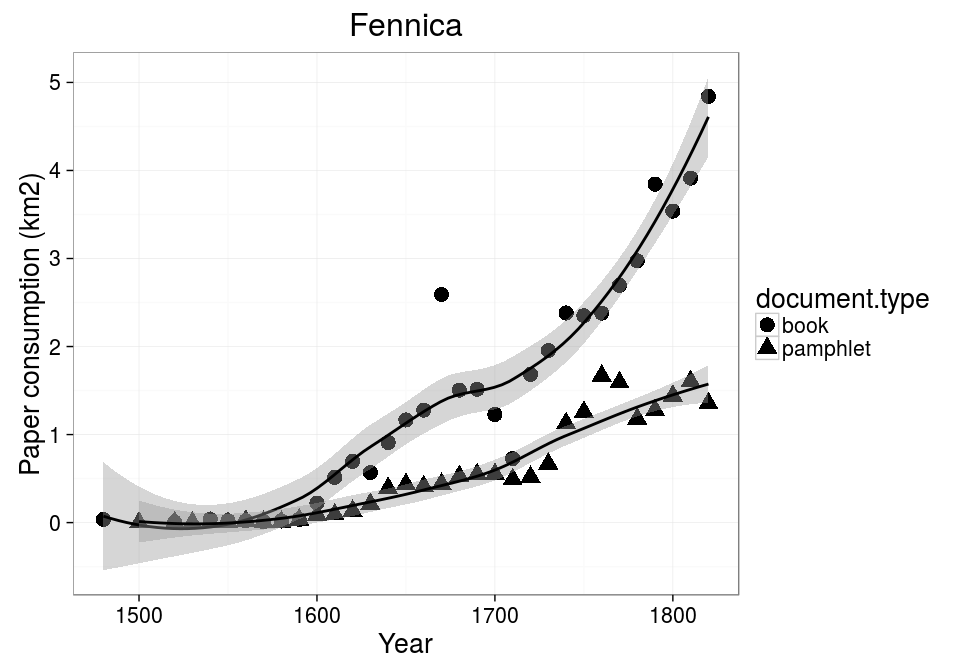 Fennica
Paper consumption (km2)
5
4
3
2
1
0
1500 1600 1700 1800
Year
document.type
book
pamphlet